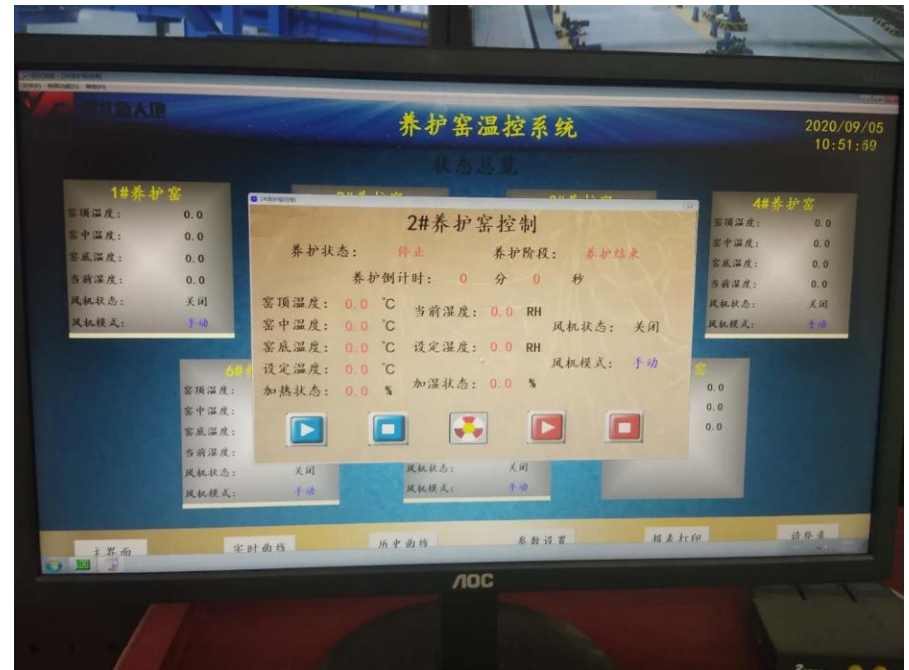 养护窑温控系统
2020/09/05
10:51:
状态总览
1#养护窑
窑顶温度: 0.0
窑中温度: 0.0
窑底温度: 0.0
当前湿度: 0.0
风机状态: 关闭
风机模式: 手动
4#养护窑
窑顶温度: 0.0
窑中温度: 0.0
窑底温度: 0.0
当前湿度: 0.0
风机状态: 关闭
风机模式: 手动
2#养护窑控制
养护状态: 停止 养护阶段: 养护结束
养护倒计时: 0 分 0 秒
窑顶温度: 0.0 ℃ 当前湿度: 0.0 RH
窑中温度: 0.0 ℃ 风机状态: 关闭
窑底温度: 0.0 ℃ 设定湿度: 0.0 RH
设定温度: 0.0 ℃ 风机模式: 手动
加热状态: 0.0 % 加湿状态: 0.0 %
6#
窑顶温度:
窑中温度:
窑底温度:
当前湿度:
风机状态: 关闭
风机模式: 手动
风机状态: 关闭
风机模式: 手动
窑
0.0
0.0
0.0
主界面 实时曲线 历史曲线 参数设置 报表打印 请登录
AOC